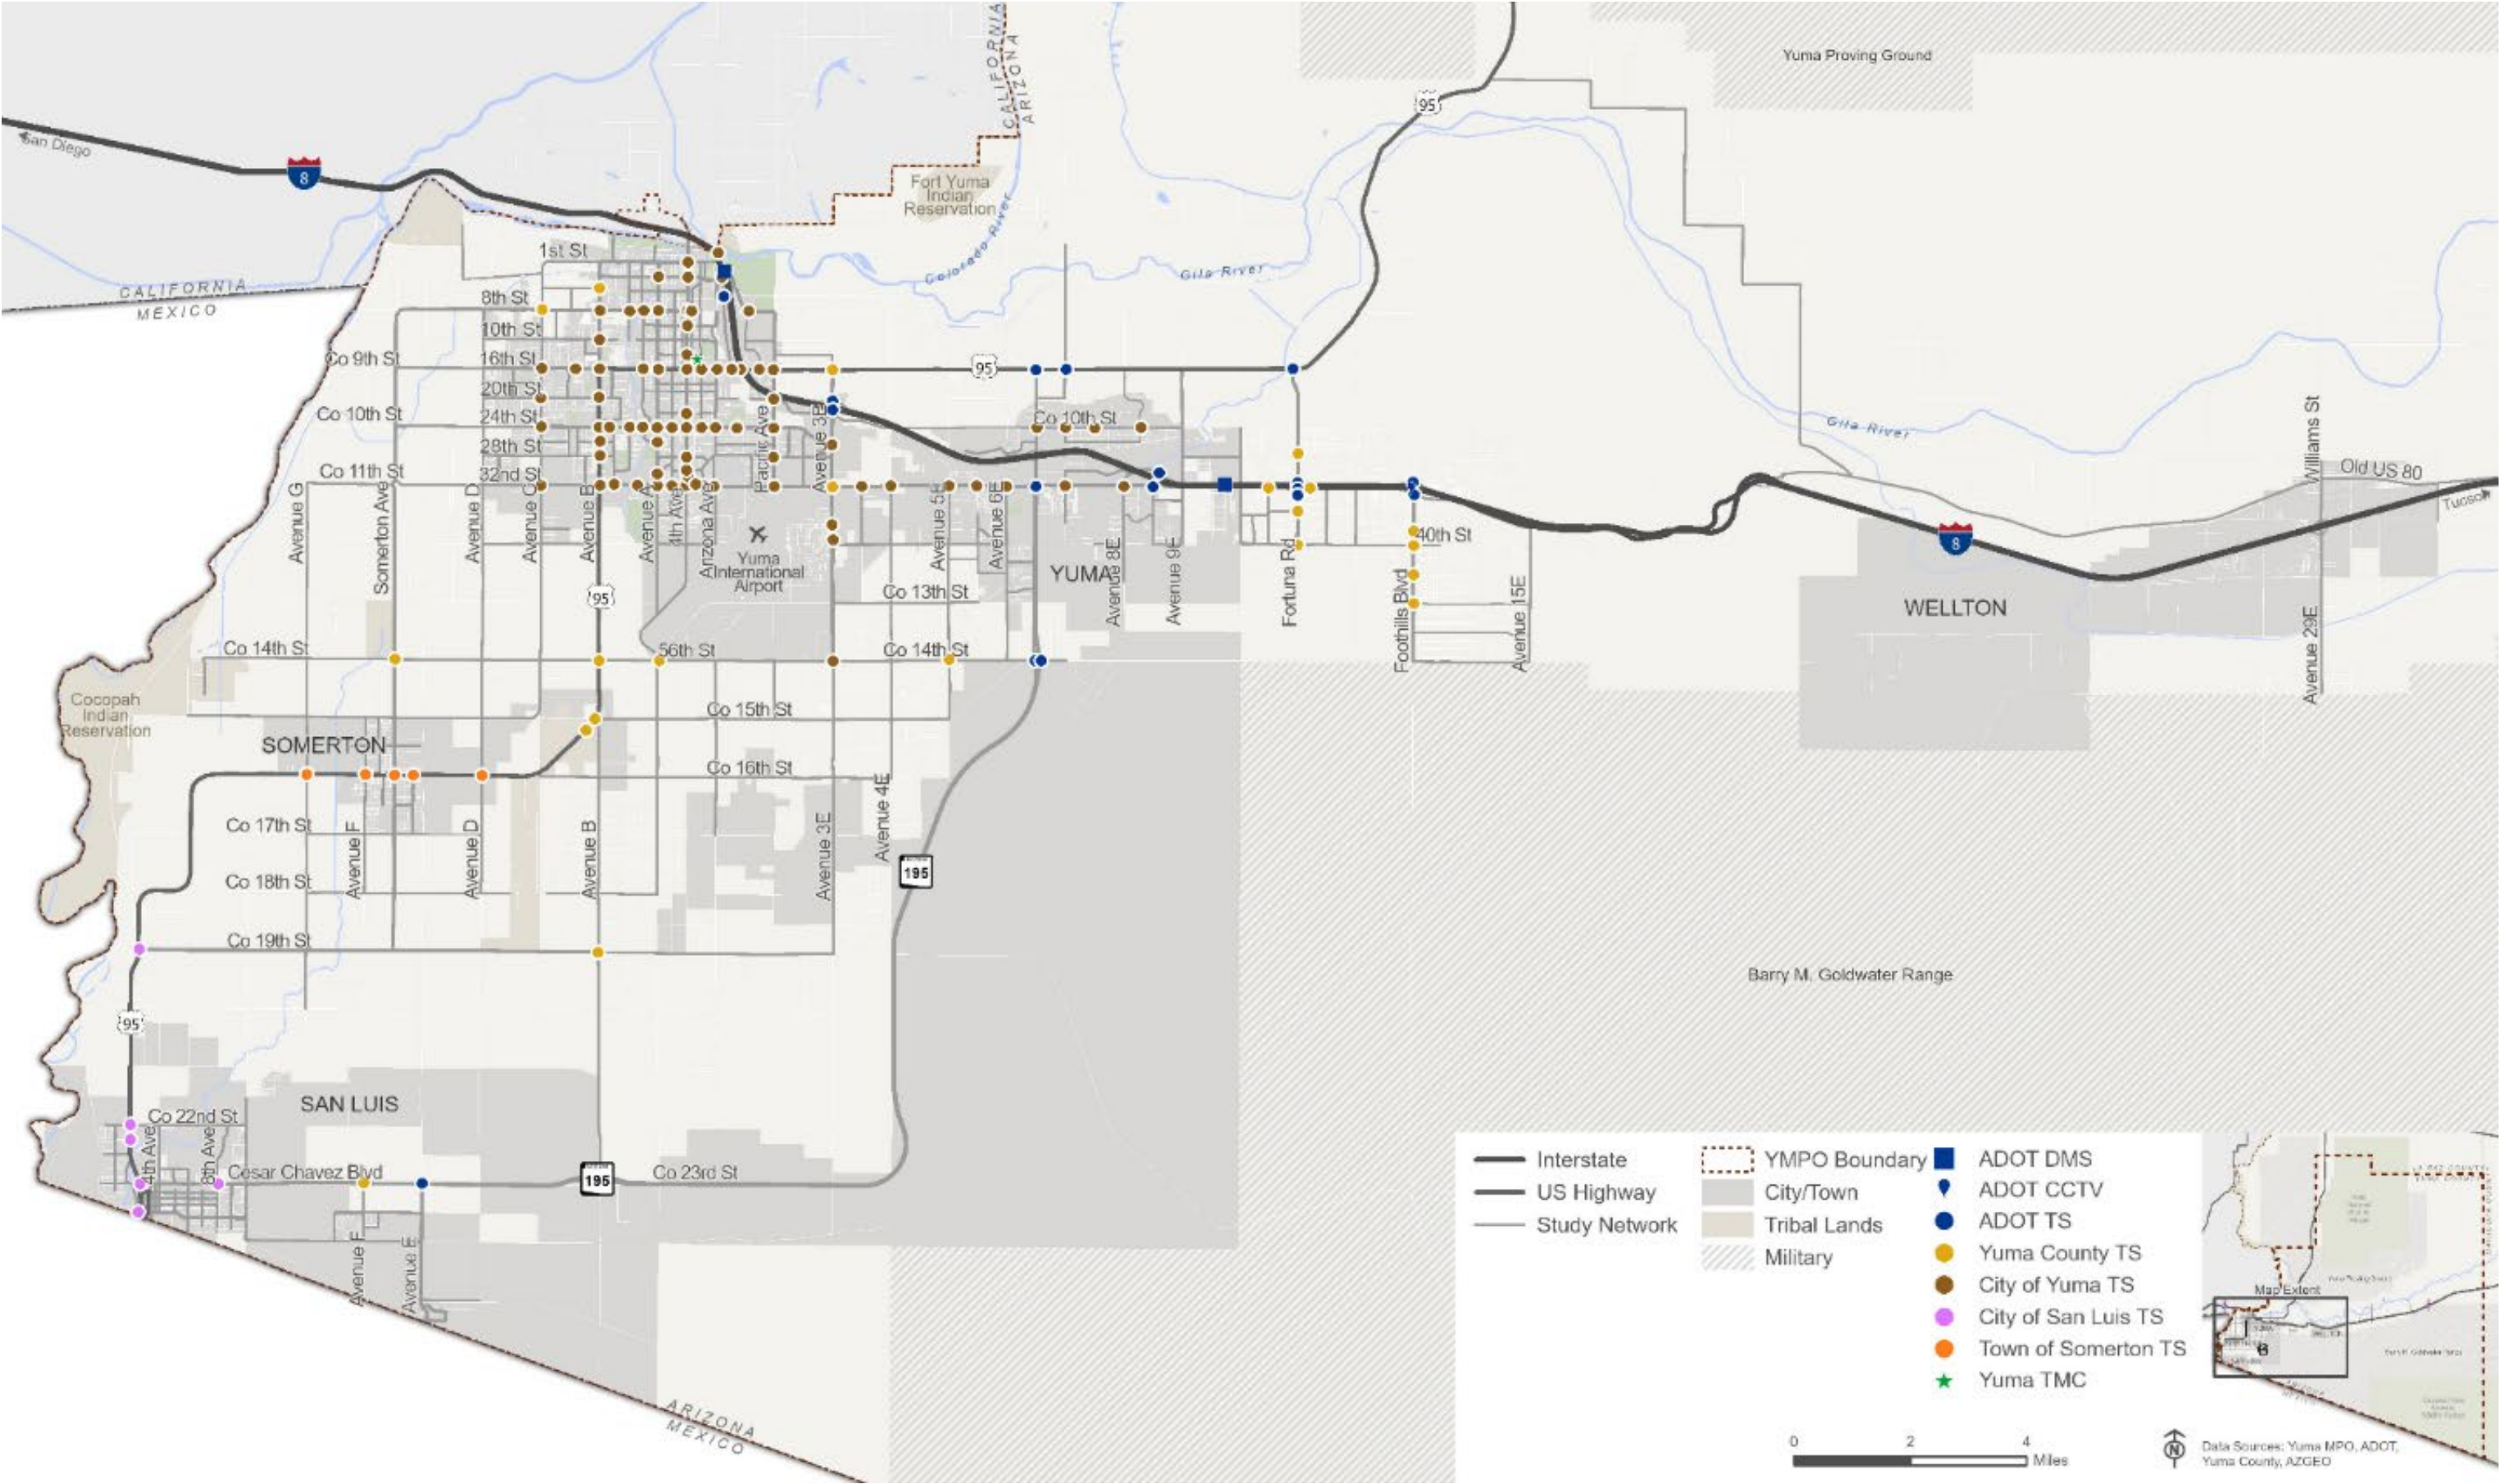 CALIFORNIA
ARIZONA
Yuma Proving Ground
95
San Diego
8
Fort Yuma
Indian
Reservation
Colorado River
Gila River
1st St
CALIFORNIA
MEXICO
8th St
10th St
Co 9th St
16th St
95
20th St
Co 10th St
24th St
Co 10th St
28th St
Co 11th St
32nd St
Pacific Ave
Avenue 3E
Gila River
Williams St
Old US 80
Tucson
Avenue G
Somerton Ave
Avenue D
Avenue C
Avenue B
Avenue A
4th Ave
Arizona Ave
Yuma
International
Airport
Avenue 5E
Avenue 6E
YUMA
Avenue 8E
Avenue 9E
Fortuna Rd
Foothills Blvd
40th St
Avenue 15E
8
WELLTON
Avenue 29E
95
Co 13th St
Co 14th St
56th St
Co 14th St
Cocopah
Indian
Reservation
Co 15th St
SOMERTON
Co 16th St
Avenue 4E
Co 17th St
Avenue F
Avenue D
Avenue B
Avenue 3E
195
Co 18th St
Co 19th St
Barry M. Goldwater Range
95
SAN LUIS
Co 22nd St
4th Ave
8th Ave
Cesar Chavez Blvd
195
Co 23rd St
Avenue F
Avenue E
ARIZONA
MEXICO
Interstate
US Highway
Study Network
YMPO Boundary
City/Town
Tribal Lands
Military
ADOT DMS
ADOT CCTV
ADOT TS
Yuma County TS
City of Yuma TS
City of San Luis TS
Town of Somerton TS
Yuma TMC
Map Extent
0 2 4
Miles
N
Data Sources: Yuma MPO, ADOT,
Yuma County, AZGEO